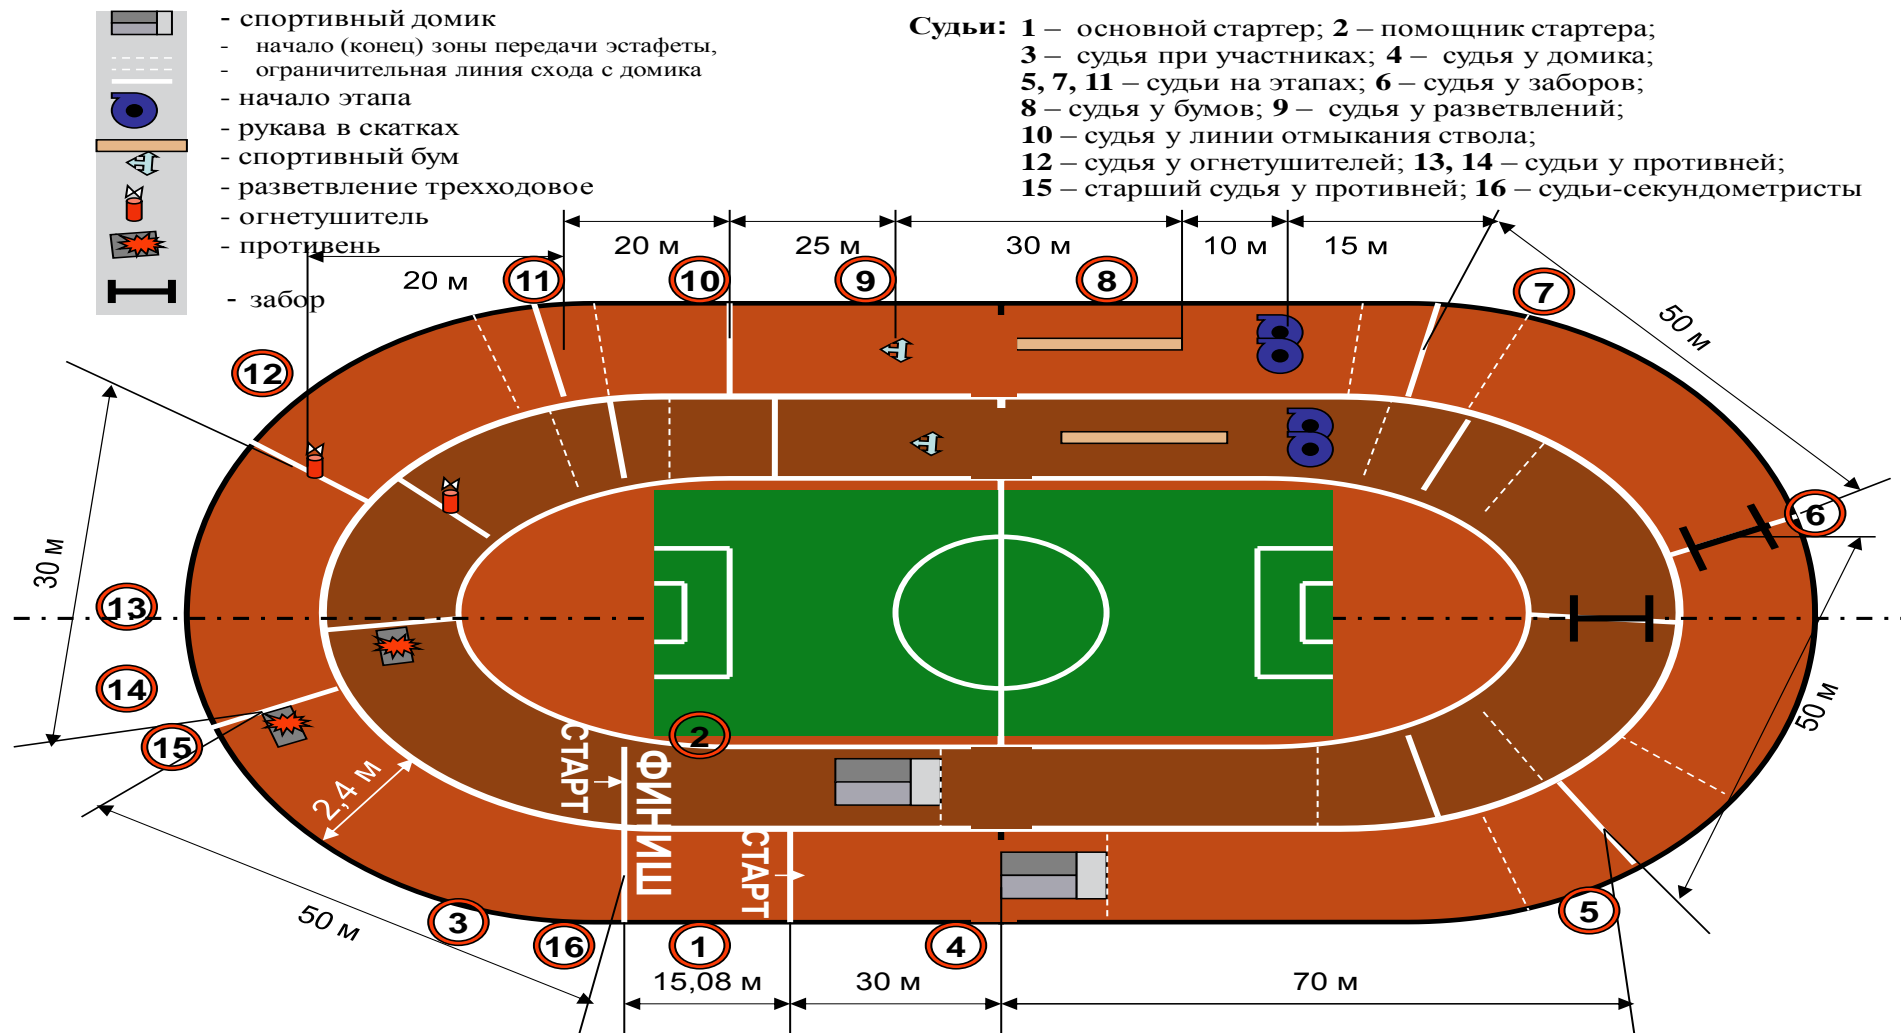 - спортивный домик
- начало (конец) зоны передачи эстафеты,
- ограничительная линия схода с домика
- начало этапа
- рукава в скатках
- спортивный бум
- разветвление трехходовое
- огнетушитель
- противень
- забор
Судьи: 1 – основной стартер; 2 – помощник стартера;
3 – судья при участниках; 4 – судья у домика;
5, 7, 11 – судьи на этапах; 6 – судья у заборов;
8 – судья у бумов; 9 – судья у разветвлений;
10 – судья у линии отмыкания ствола;
12 – судья у огнетушителей; 13, 14 – судьи у противней;
15 – старший судья у противней; 16 – судьи-секундометристы
20 м
25 м
30 м
10 м
15 м
20 м
11
10
9
8
7
50 м
12
6
30 м
13
14
15
2
50 м
СТАРТ
ФИНИШ
2,4 м
СТАРТ
50 м
3
16
1
4
5
15,08 м
30 м
70 м